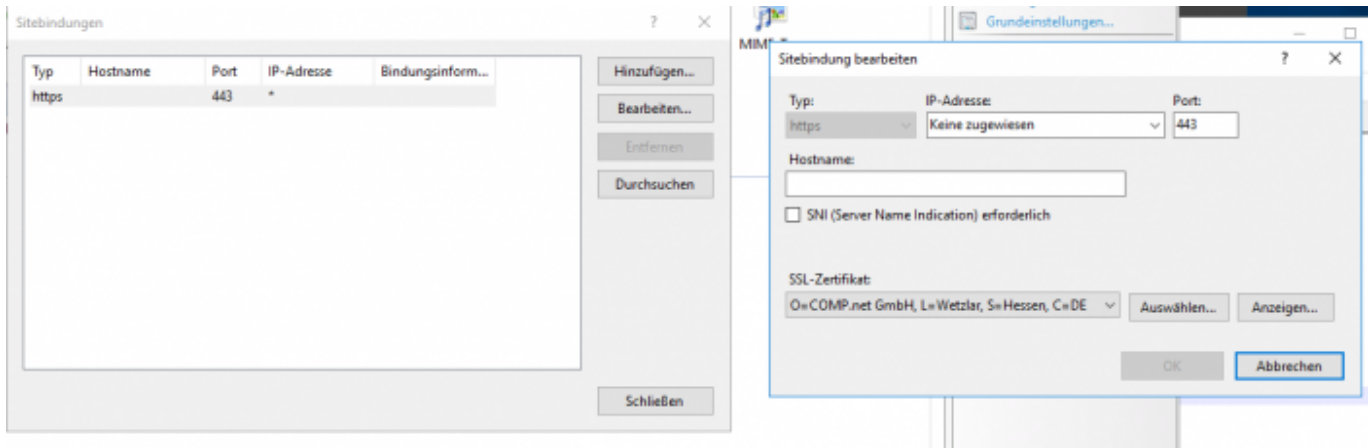 Sitebindungen ? ×
Typ Hostname Port IP-Adresse Bindungsinform...
https 443 *
Hinzufügen...
Bearbeiten...
Entfernen
Durchsuchen
Schließen
Grundeinstellungen...
Sitebindung bearbeiten ? ×
Typ: IP-Adresse: Port:
https Keine zugewiesen 443
Hostname:
SNI (Server Name Indication) erforderlich
SSL-Zertifikat:
O=COMP.net GmbH, L=Wetzlar, S=Hessen, C=DE Auswählen... Anzeigen...
OK Abbrechen